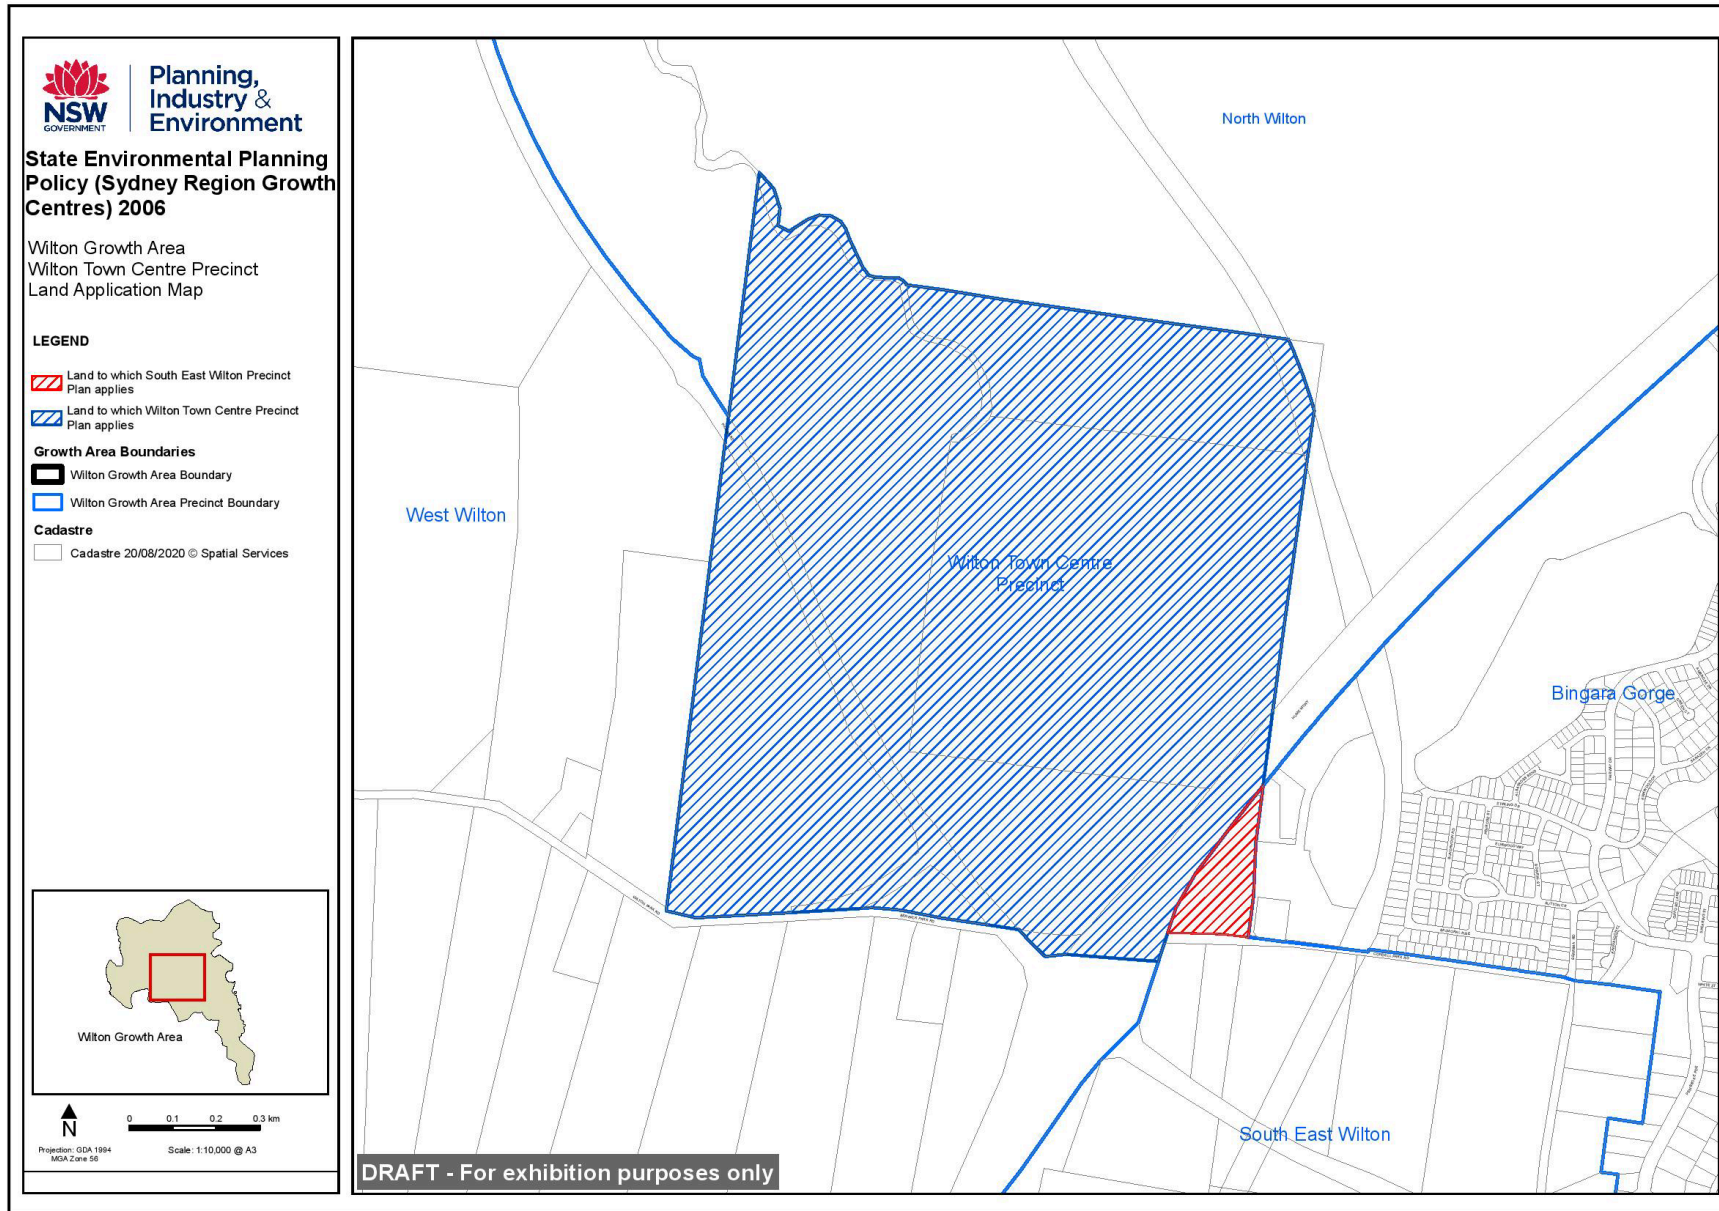 NSW
GOVERNMENT
Planning,
Industry &
Environment
State Environmental Planning
Policy (Sydney Region Growth
Centres) 2006
Wilton Growth Area
Wilton Town Centre Precinct
Land Application Map
LEGEND
Land to which South East Wilton Precinct
Plan applies
Land to which Wilton Town Centre Precinct
Plan applies
Growth Area Boundaries
Wilton Growth Area Boundary
Wilton Growth Area Precinct Boundary
Cadastre
Cadastre 20/08/2020 © Spatial Services
Wilton Growth Area
N
0 0.1 0.2 0.3 km
Projection: GDA 1994
MGA Zone 56
Scale: 1:10,000 @ A3
North Wilton
West Wilton
Wilton Town Centre
Precinct
Bingara Gorge
South East Wilton
DRAFT - For exhibition purposes only